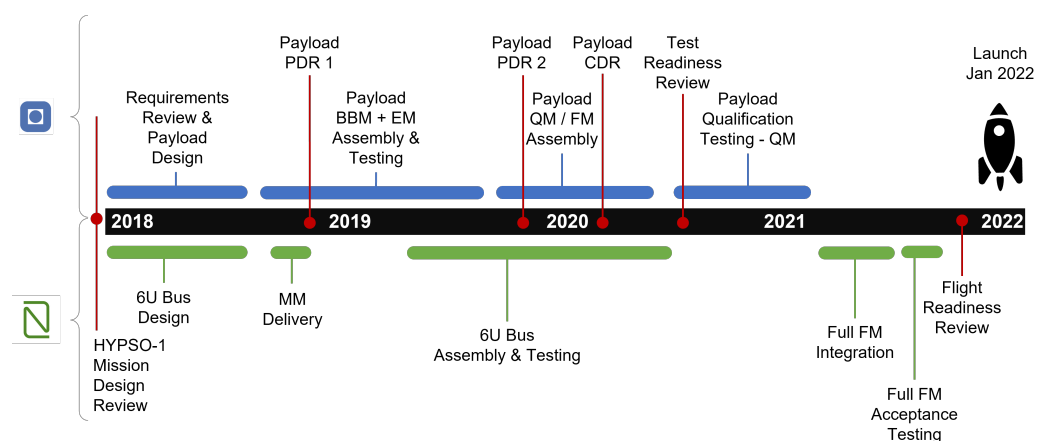 Payload
PDR 1
Payload
PDR 2
Payload
CDR
Test
Readiness
Review
Launch
Jan 2022
Requirements
Review &
Payload
Design
Payload
BBM + EM
Assembly &
Testing
Payload
QM / FM
Assembly
Payload
Qualification
Testing - QM
2018 2019 2020 2021 2022
6U Bus
Design
MM
Delivery
6U Bus
Assembly & Testing
Full FM
Integration
Flight
Readiness
Review
HYPSO-1
Mission
Design
Review
Full FM
Acceptance
Testing